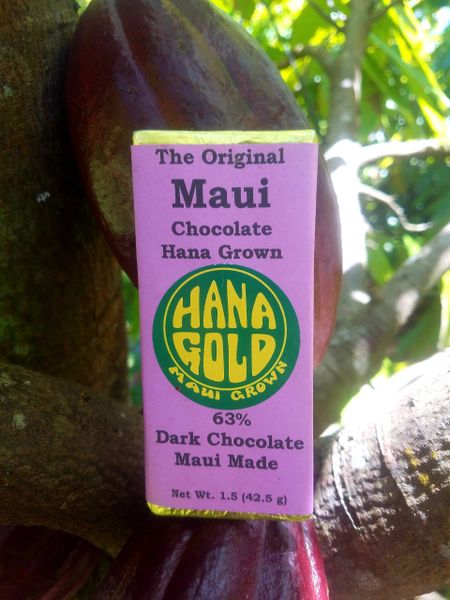 The Original
Maui
Chocolate
Hana Grown
HANA
GOLD
MAUI GROWN
63%
Dark Chocolate
Maui Made
Net Wt. 1.5 (42.5 g)